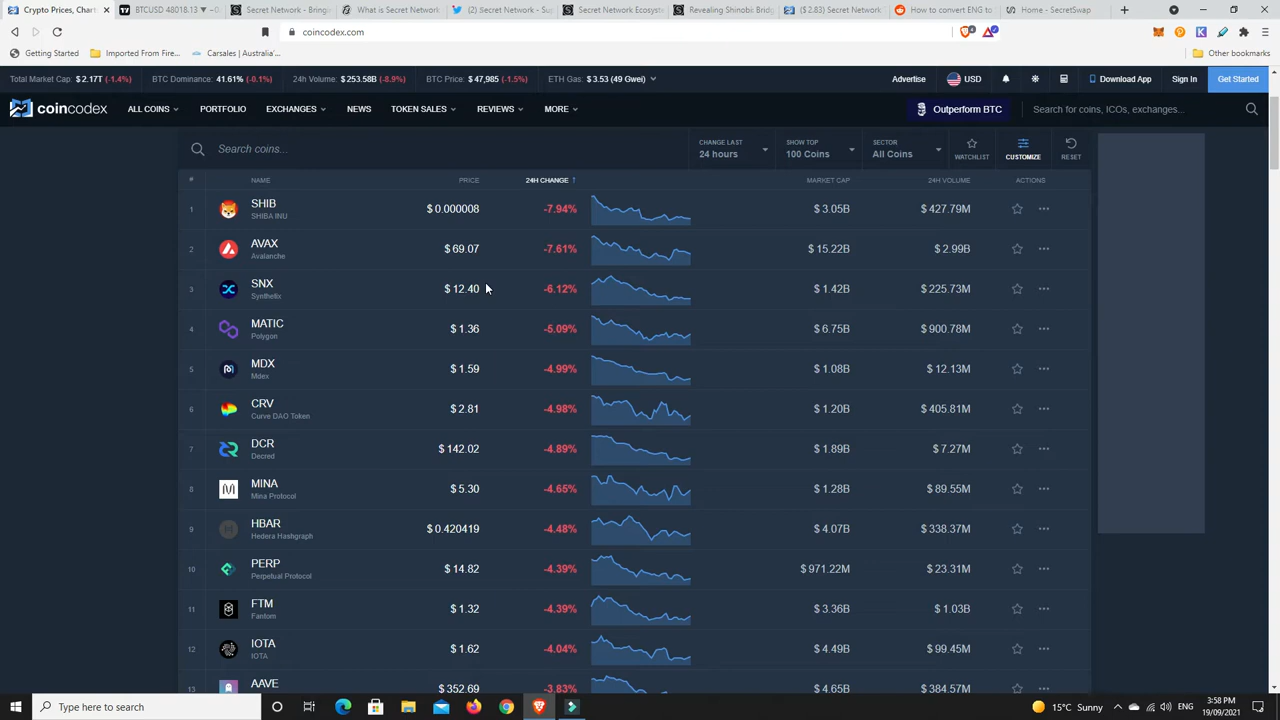 Crypto Prices, Chart
BTCUSD 48018.13 ▼ −0.
Secret Network - Bringi
What is Secret Network
Secret Network - Sup
Secret Network Ecosyste
Revealing Shinobi Bridg
($ 2.83) Secret Network
How to convert ENG to
Home - SecretSwap
coincodex.com
Getting Started
Imported From Fire...
Carsales | Australia'...
Other bookmarks
Total Market Cap: $ 2.17T (-1.4%)
BTC Dominance: 41.61% (-0.1%)
24h Volume: $ 253.58B (-8.9%)
BTC Price: $ 47,985 (-1.5%)
ETH Gas: $ 3.53 (49 Gwei)
Advertise
USD
Download App
Sign In
Get Started
coincodex
ALL COINS
PORTFOLIO
EXCHANGES
NEWS
TOKEN SALES
REVIEWS
MORE
Outperform BTC
Search for coins, ICOs, exchanges...
Search coins...
CHANGE LAST
24 hours
SHOW TOP
100 Coins
SECTOR
All Coins
WATCHLIST
CUSTOMIZE
RESET
# NAME PRICE 24H CHANGE ↑ MARKET CAP 24H VOLUME ACTIONS
1 SHIB $ 0.000008 -7.94% $ 3.05B $ 427.79M
SHIBA INU
2 AVAX $ 69.07 -7.61% $ 15.22B $ 2.99B
Avalanche
3 SNX $ 12.40 -6.12% $ 1.42B $ 225.73M
Synthetix
4 MATIC $ 1.36 -5.09% $ 6.75B $ 900.78M
Polygon
5 MDX $ 1.59 -4.99% $ 1.08B $ 12.13M
Mdex
6 CRV $ 2.81 -4.98% $ 1.20B $ 405.81M
Curve DAO Token
7 DCR $ 142.02 -4.89% $ 1.89B $ 7.27M
Decred
8 MINA $ 5.30 -4.65% $ 1.28B $ 89.55M
Mina Protocol
9 HBAR $ 0.420419 -4.48% $ 4.07B $ 338.37M
Hedera Hashgraph
10 PERP $ 14.82 -4.39% $ 971.22M $ 23.31M
Perpetual Protocol
11 FTM $ 1.32 -4.39% $ 3.36B $ 1.03B
Fantom
12 IOTA $ 1.62 -4.04% $ 4.49B $ 99.45M
IOTA
13 AAVE $ 352.69 -3.83% $ 4.65B $ 384.57M
Type here to search
15°C Sunny
3:58 PM
19/09/2021